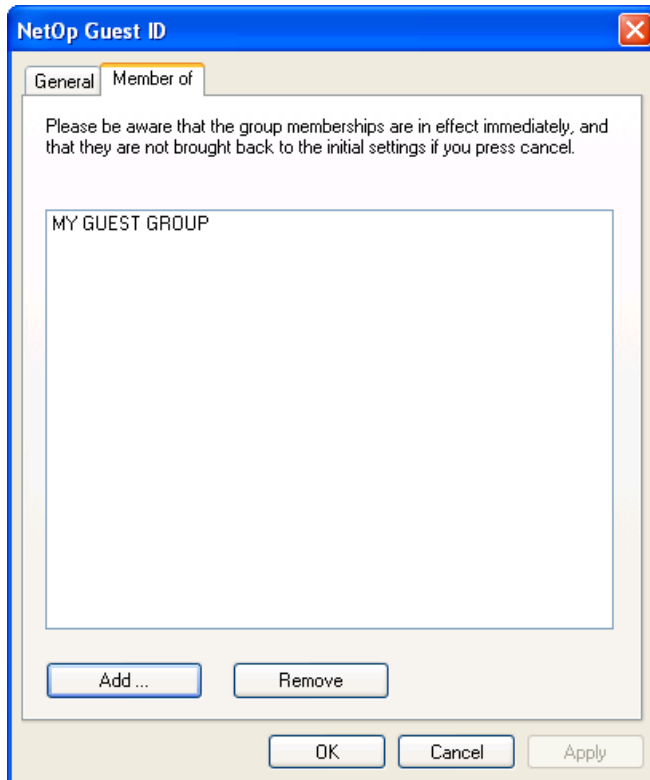 NetOp Guest ID
General
Member of
Please be aware that the group memberships are in effect immediately, and
that they are not brought back to the initial settings if you press cancel.
MY GUEST GROUP
Add ...
Remove
OK
Cancel
Apply